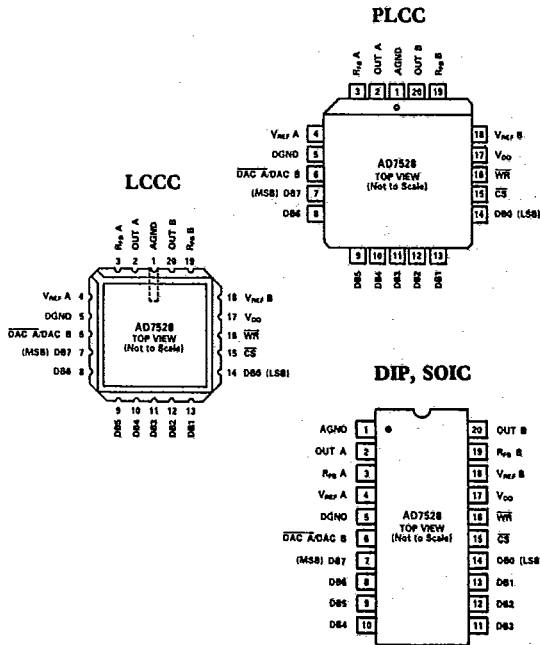 PLCC
RFB A
OUT A
AGND
OUT B
RFB B
3 2 1 20 19
VREF A 4
DGND 5
DAC A/DAC B 6
(MSB) DB7 7
DB6 8
AD7528
TOP VIEW
(Not to Scale)
18 VREF B
17 VDD
16 WR
15 CS
14 DB0 (LSB)
9 10 11 12 13
DB5
DB4
DB3
DB2
DB1
LCCC
RFB A
OUT A
AGND
OUT B
RFB B
3 2 1 20 19
VREF A 4
DGND 5
DAC A/DAC B 6
(MSB) DB7 7
DB6 8
AD7528
TOP VIEW
(Not to Scale)
18 VREF B
17 VDD
16 WR
15 CS
14 DB0 (LSB)
9 10 11 12 13
DB5
DB4
DB3
DB2
DB1
DIP, SOIC
AGND 1
OUT A 2
RFB A 3
VREF A 4
DGND 5
DAC A/DAC B 6
(MSB) DB7 7
DB6 8
DB5 9
DB4 10
AD7528
TOP VIEW
(Not to Scale)
20 OUT B
19 RFB B
18 VREF B
17 VDD
16 WR
15 CS
14 DB0 (LSB
13 DB1
12 DB2
11 DB3